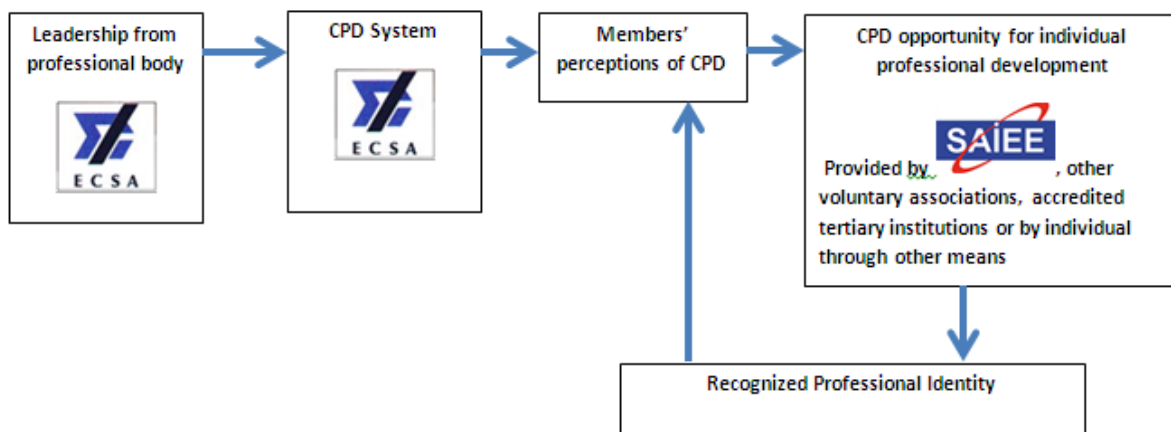 Leadership from
professional body
ECSA
CPD System
ECSA
Members'
perceptions of CPD
CPD opportunity for individual
professional development
SAIEE
Provided by , other
voluntary associations, accredited
tertiary institutions or by individual
through other means
Recognized Professional Identity